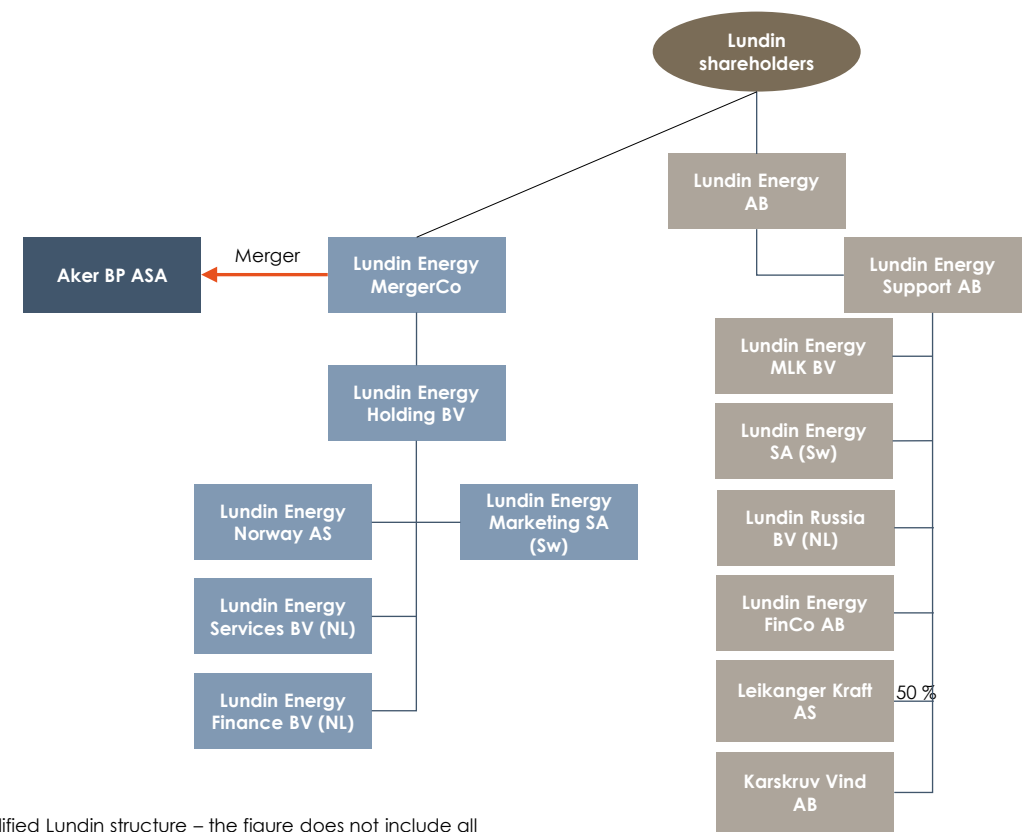 Lundin
shareholders
Lundin Energy
AB
Aker BP ASA
Merger
Lundin Energy
MergerCo
Lundin Energy
Support AB
Lundin Energy
MLK BV
Lundin Energy
Holding BV
Lundin Energy
SA (Sw)
Lundin Energy
Norway AS
Lundin Energy
Marketing SA
(Sw)
Lundin Russia
BV (NL)
Lundin Energy
Services BV (NL)
Lundin Energy
FinCo AB
Lundin Energy
Finance BV (NL)
Leikanger Kraft
AS
50 %
Karskruv Vind
AB
lified Lundin structure – the figure does not include all